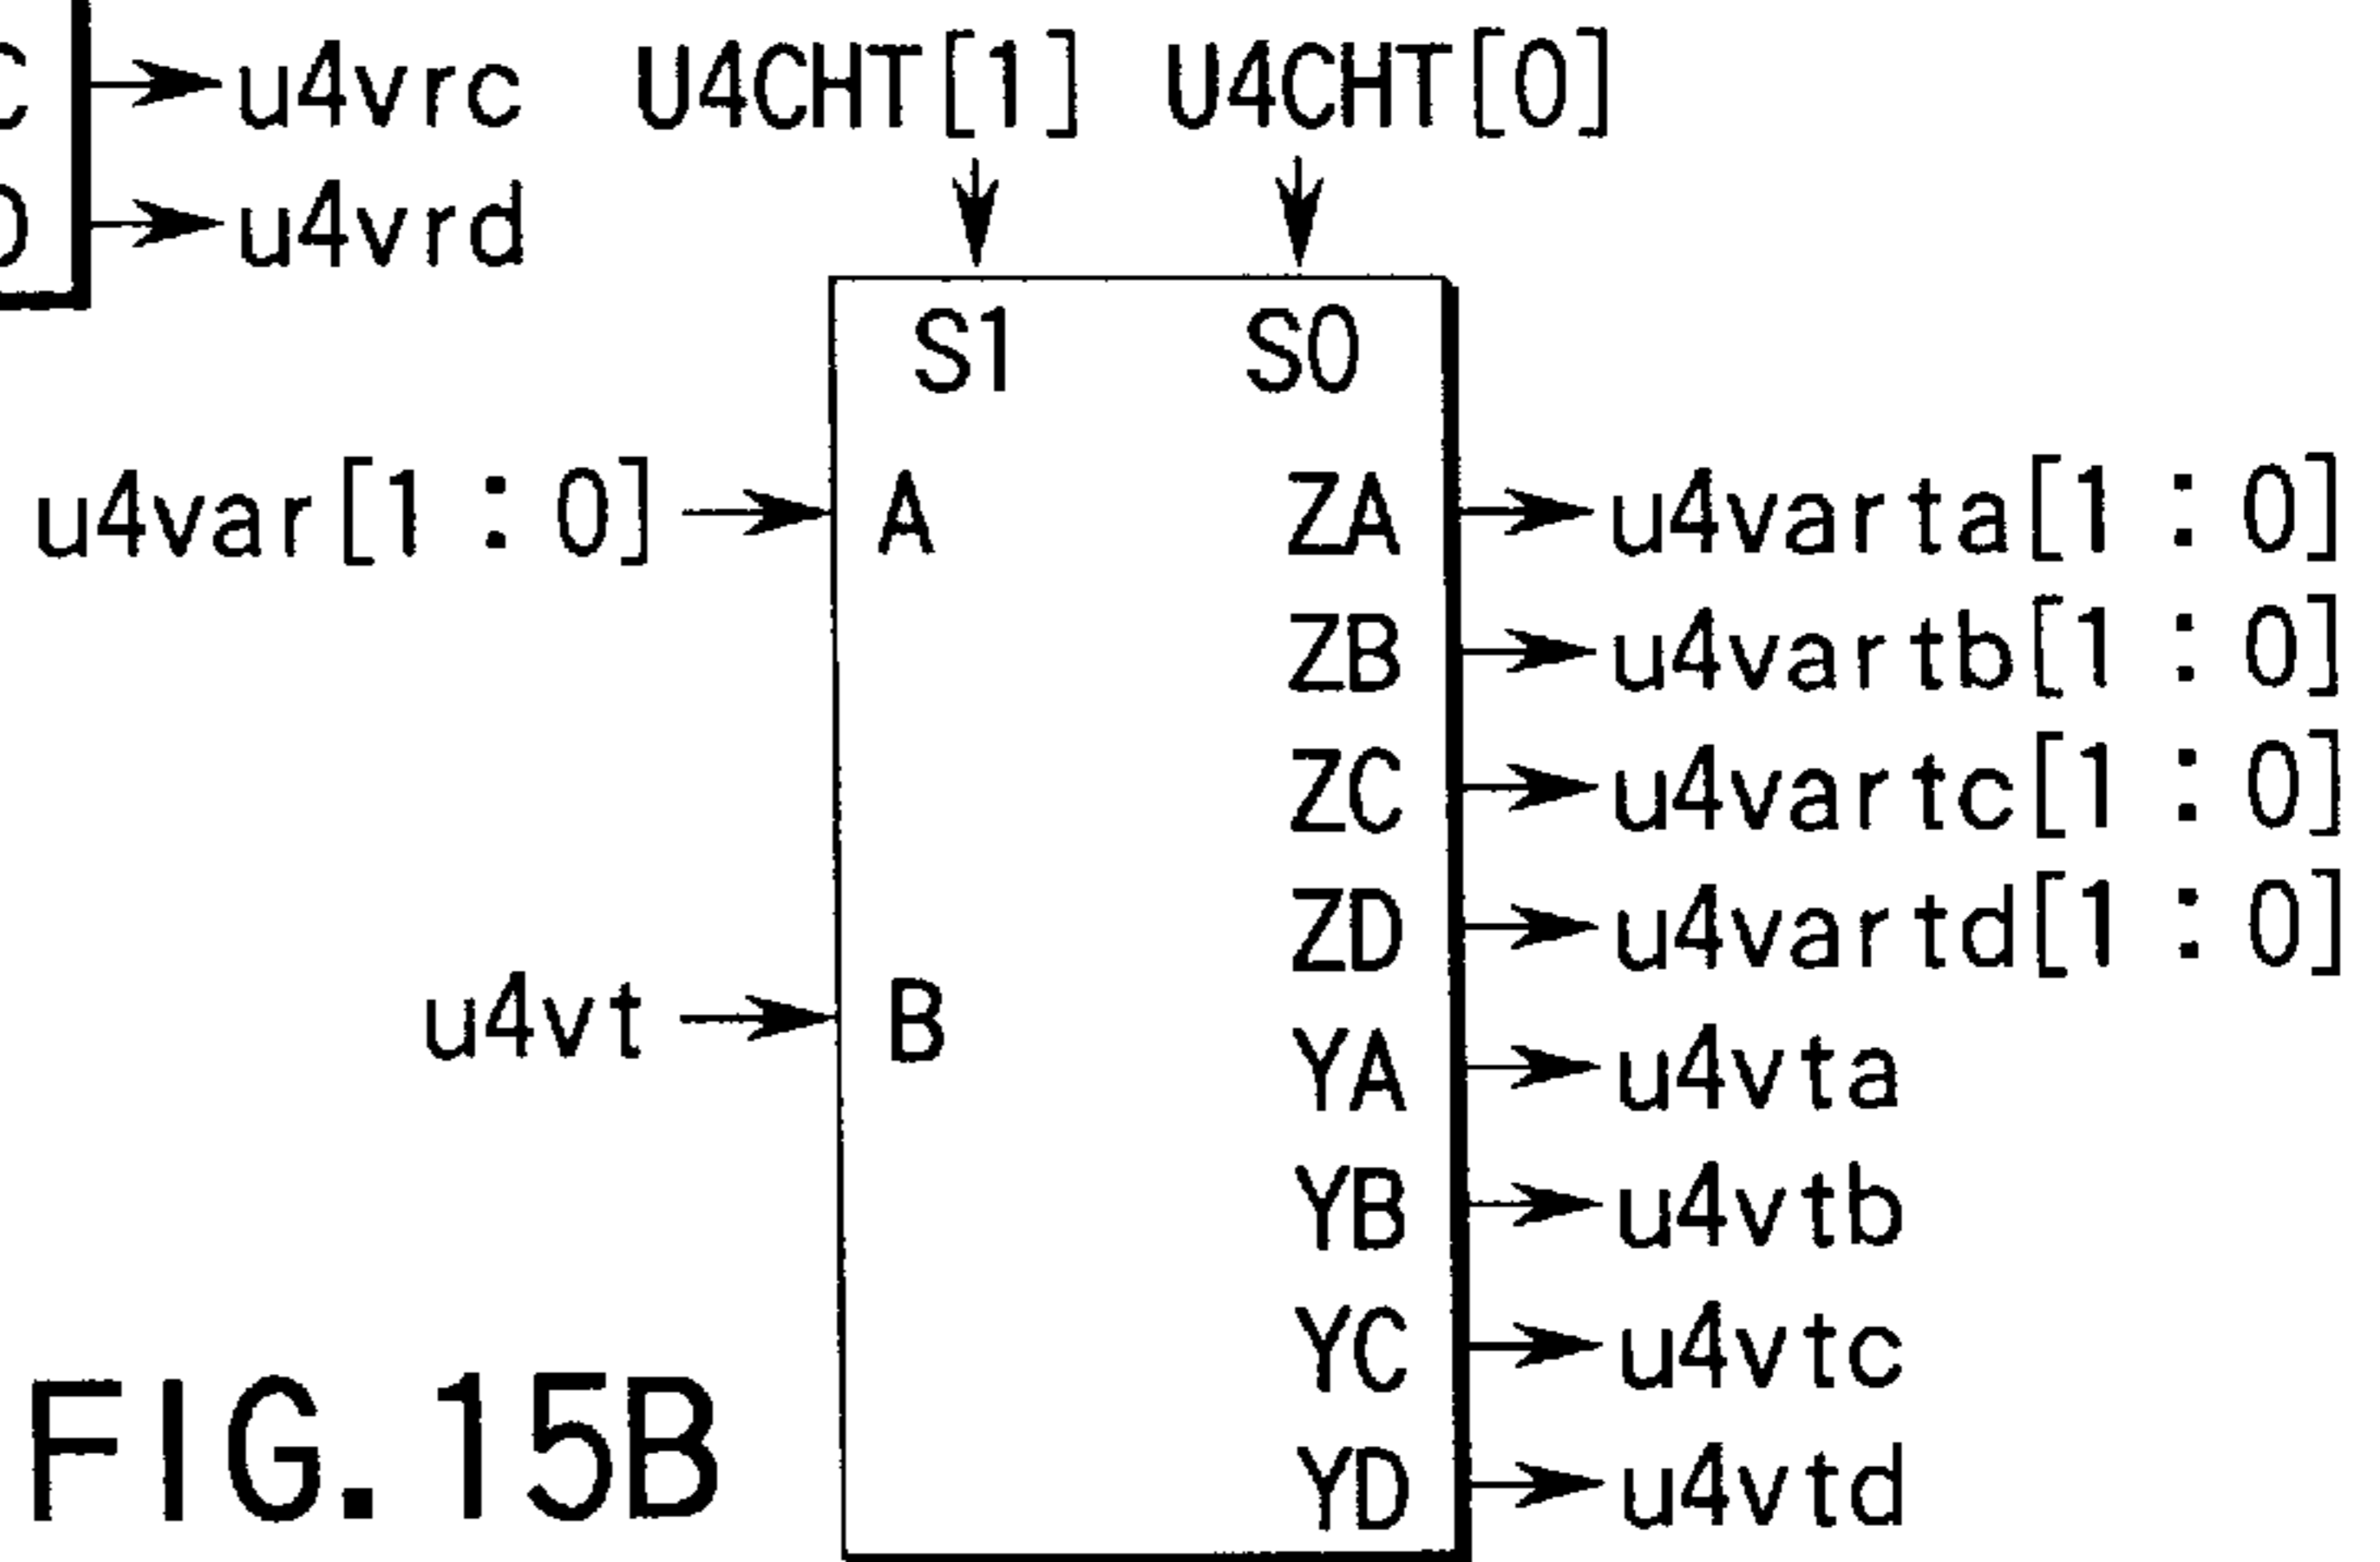 C u4vrc U4CHT[1] U4CHT[0]
D u4vrd
S1 S0
u4var[1:0] A ZA u4varta[1:0]
ZB u4vartb[1:0]
ZC u4vartc[1:0]
ZD u4vartd[1:0]
u4vt B
YA u4vta
YB u4vtb
YC u4vtc
YD u4vtd
FIG.15B